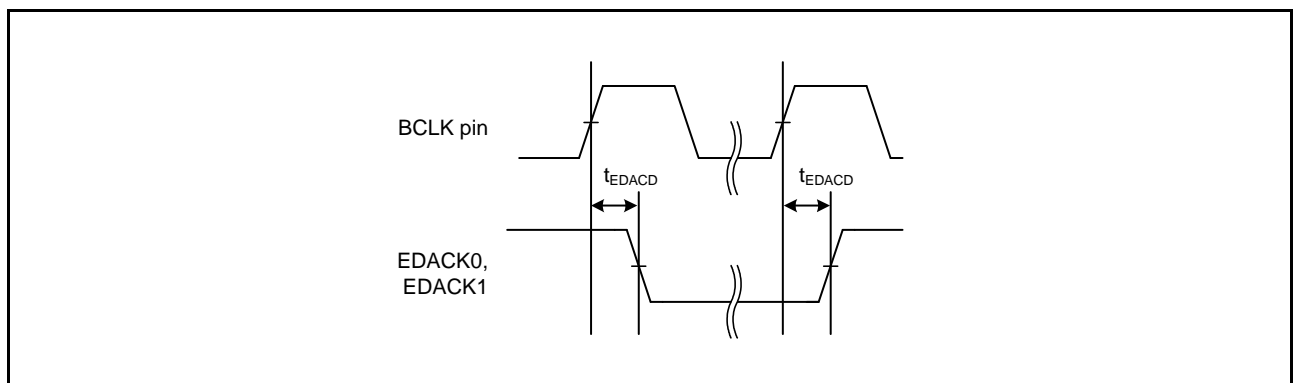 BCLK pin
tEDACD
tEDACD
EDACK0,
EDACK1